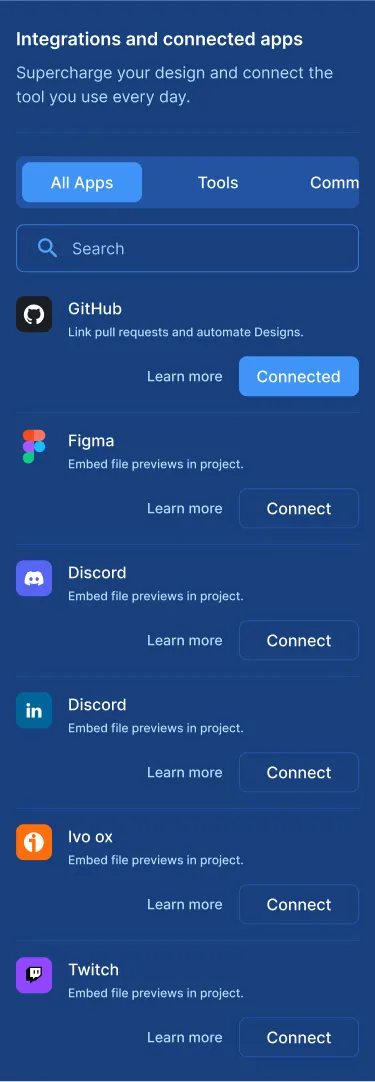 Integrations and connected apps
Supercharge your design and connect the
tool you use every day.
All Apps Tools Comm
Search
GitHub
Link pull requests and automate Designs.
Learn more Connected
Figma
Embed file previews in project.
Learn more Connect
Discord
Embed file previews in project.
Learn more Connect
in Discord
Embed file previews in project.
Learn more Connect
Ivo ox
Embed file previews in project.
Learn more Connect
Twitch
Embed file previews in project.
Learn more Connect